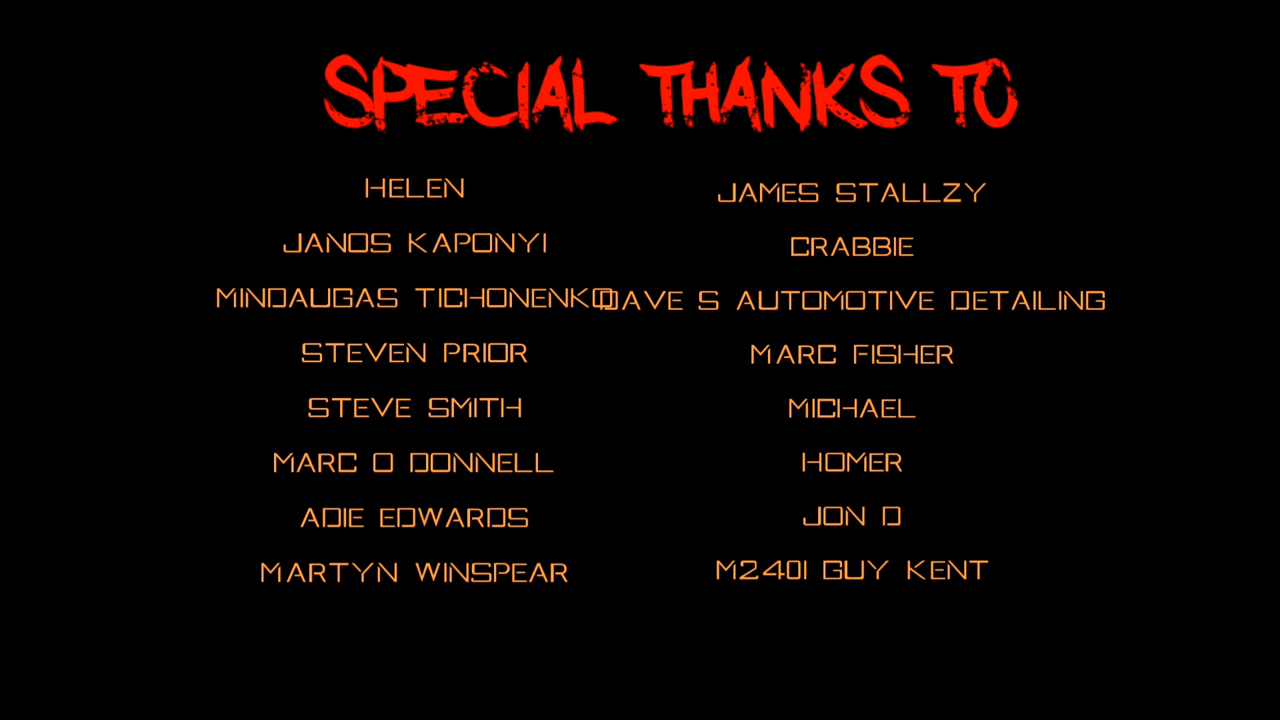 SPECIAL THANKS TO
HELEN
JANOS KAPONYI
MINDAUGAS TICHONENKO
STEVEN PRIOR
STEVE SMITH
MARC O DONNELL
ADIE EDWARDS
MARTYN WINSPEAR
JAMES STALLZY
CRABBIE
DAVE S AUTOMOTIVE DETAILING
MARC FISHER
MICHAEL
HOMER
JON D
M240I GUY KENT